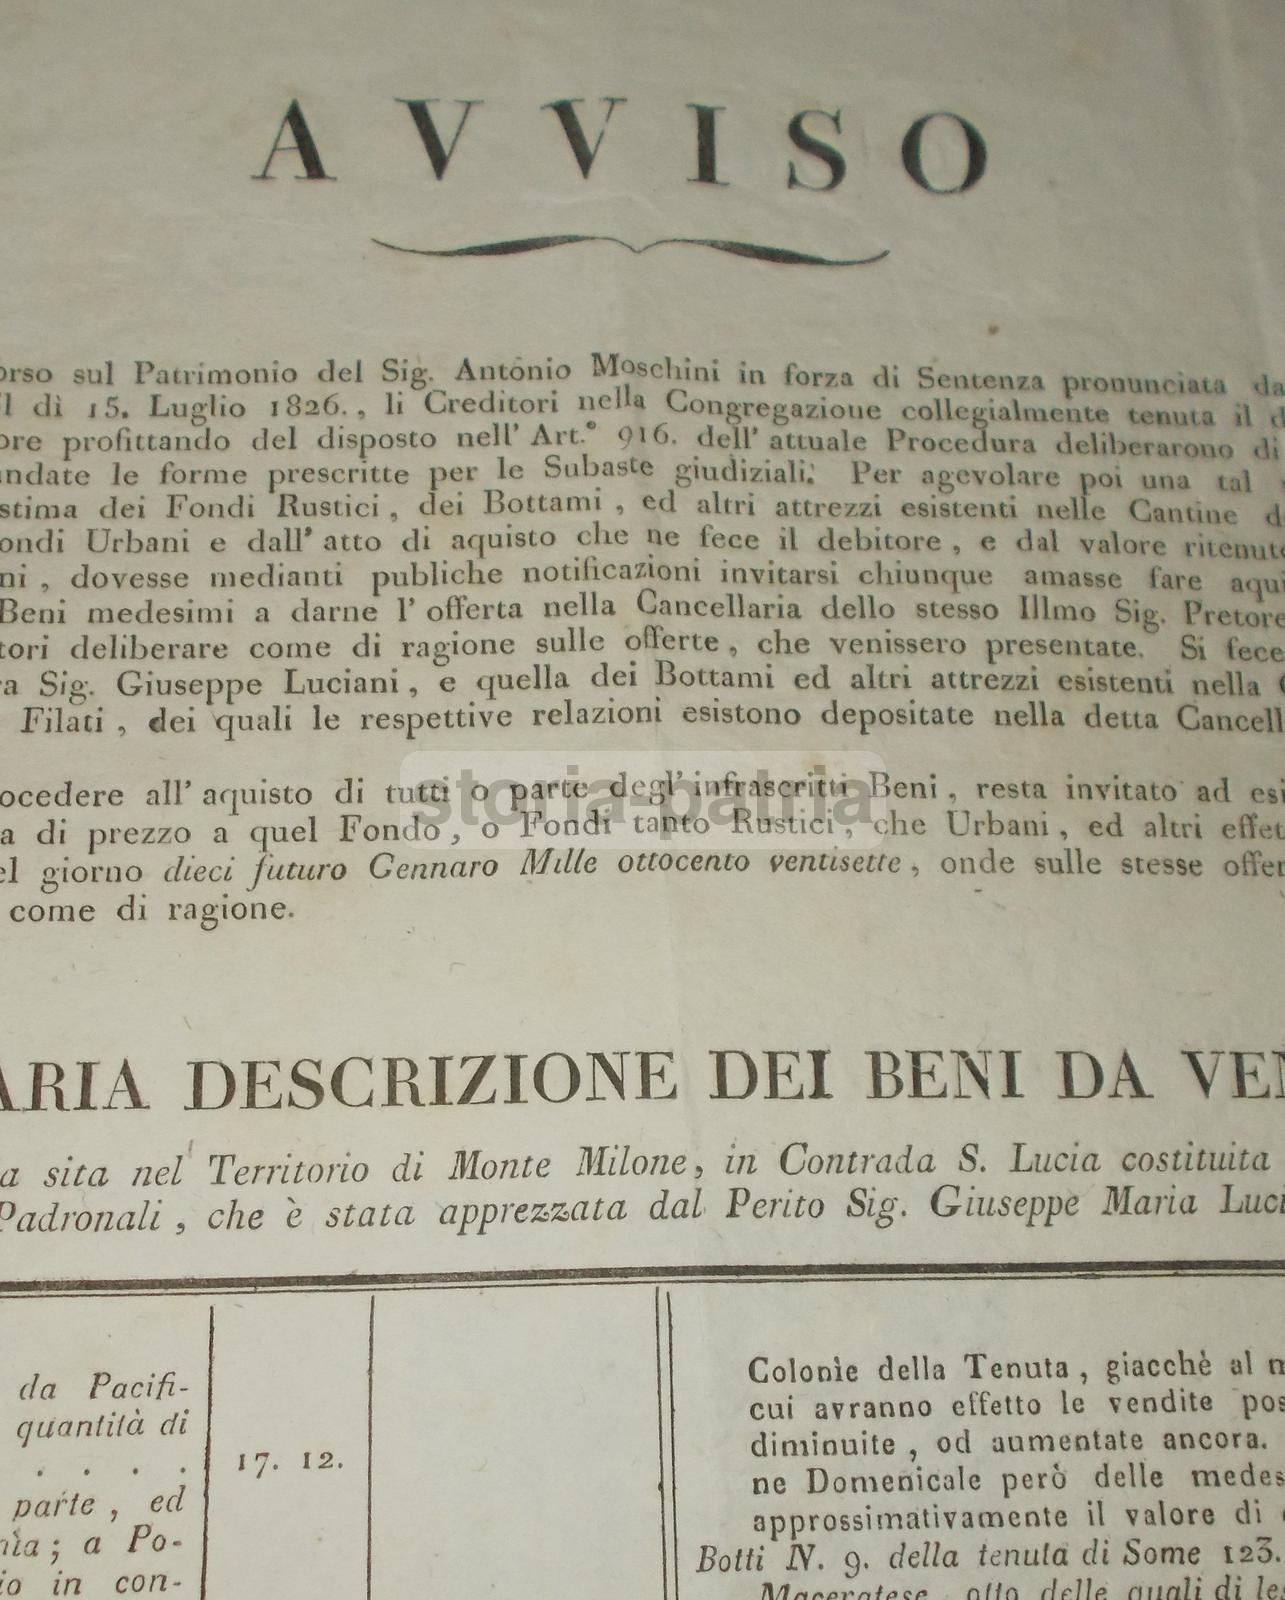 AVVISO
orso sul Patrimonio del Sig. Antonio Moschini in forza di Sentenza pronunciata da
l dì 15. Luglio 1826., li Creditori nella Congregazione collegialmente tenuta il d
ore profittando del disposto nell' Art.° 916. dell' attuale Procedura deliberarono di
andate le forme prescritte per le Subaste giudiziali. Per agevolare poi una tal
stima dei Fondi Rustici, dei Bottami, ed altri attrezzi esistenti nelle Cantine d
ondi Urbani e dall' atto di aquisto che ne fece il debitore, e dal valore ritenut
ni, dovesse medianti publiche notificazioni invitarsi chiunque amasse fare aqui
Beni medesimi a darne l' offerta nella Cancellaria dello stesso Illmo Sig. Pretore
tori deliberare come di ragione sulle offerte, che venissero presentate. Si fece
ra Sig. Giuseppe Luciani, e quella dei Bottami ed altri attrezzi esistenti nella
Filati, dei quali le respettive relazioni esistono depositate nella detta Cancell
storia-patria
ocedere all' aquisto di tutti o parte degl' infrascritti Beni, resta invitato ad esi
a di prezzo a quel Fondo, o Fondi tanto Rustici, che Urbani, ed altri effet
el giorno dieci futuro Gennaro Mille ottocento ventisette, onde sulle stesse offer
come di ragione.
ARIA DESCRIZIONE DEI BENI DA VEN
a sita nel Territorio di Monte Milone, in Contrada S. Lucia costituita
Padronali, che è stata apprezzata dal Perito Sig. Giuseppe Maria Luci
da Pacifi-
quantità di
. . . .
parte, ed
nìa; a Po-
io in con-
17. 12.
Colonìe della Tenuta, giacchè al m
cui avranno effetto le vendite pos
diminuite, od aumentate ancora.
ne Domenicale però delle medes
approssimativamente il valore di
Botti N. 9. della tenuta di Some 123.
Maceratese, otto delle quali di le